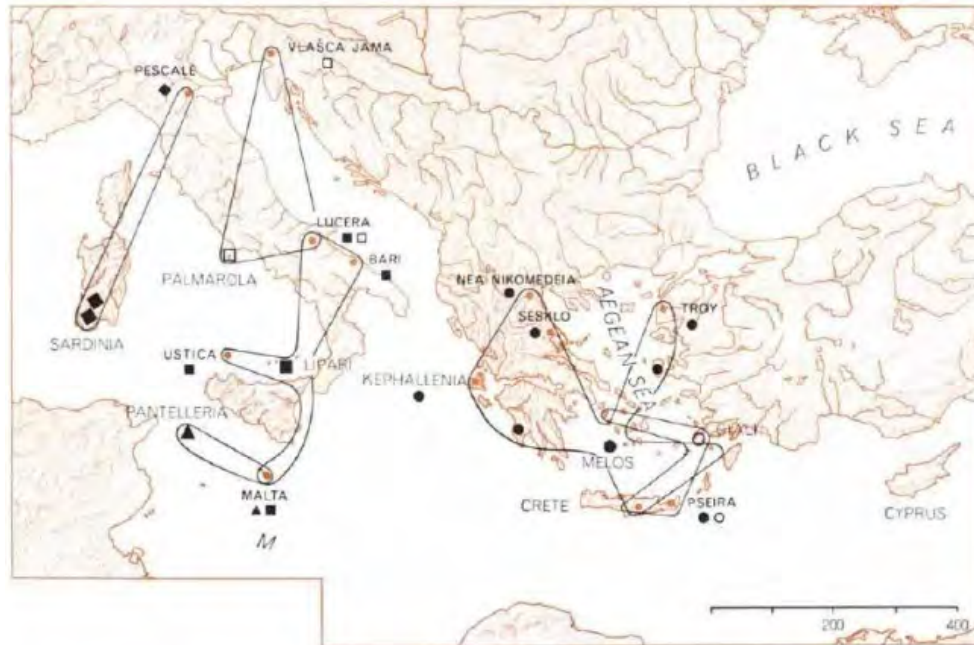 VLAŠCA JAMA
PESCALE
BLACK SEA
LUCERA
BARI
PALMAROLA
NEA NIKOMEDEIA
AEGEAN SEA
TROY
SESKLO
SARDINIA
USTICA
LIPARI
KEPHALLENIA
PANTELLERIA
MELOS
MALTA
CRETE
PSEIRA
CYPRUS
M
200
400